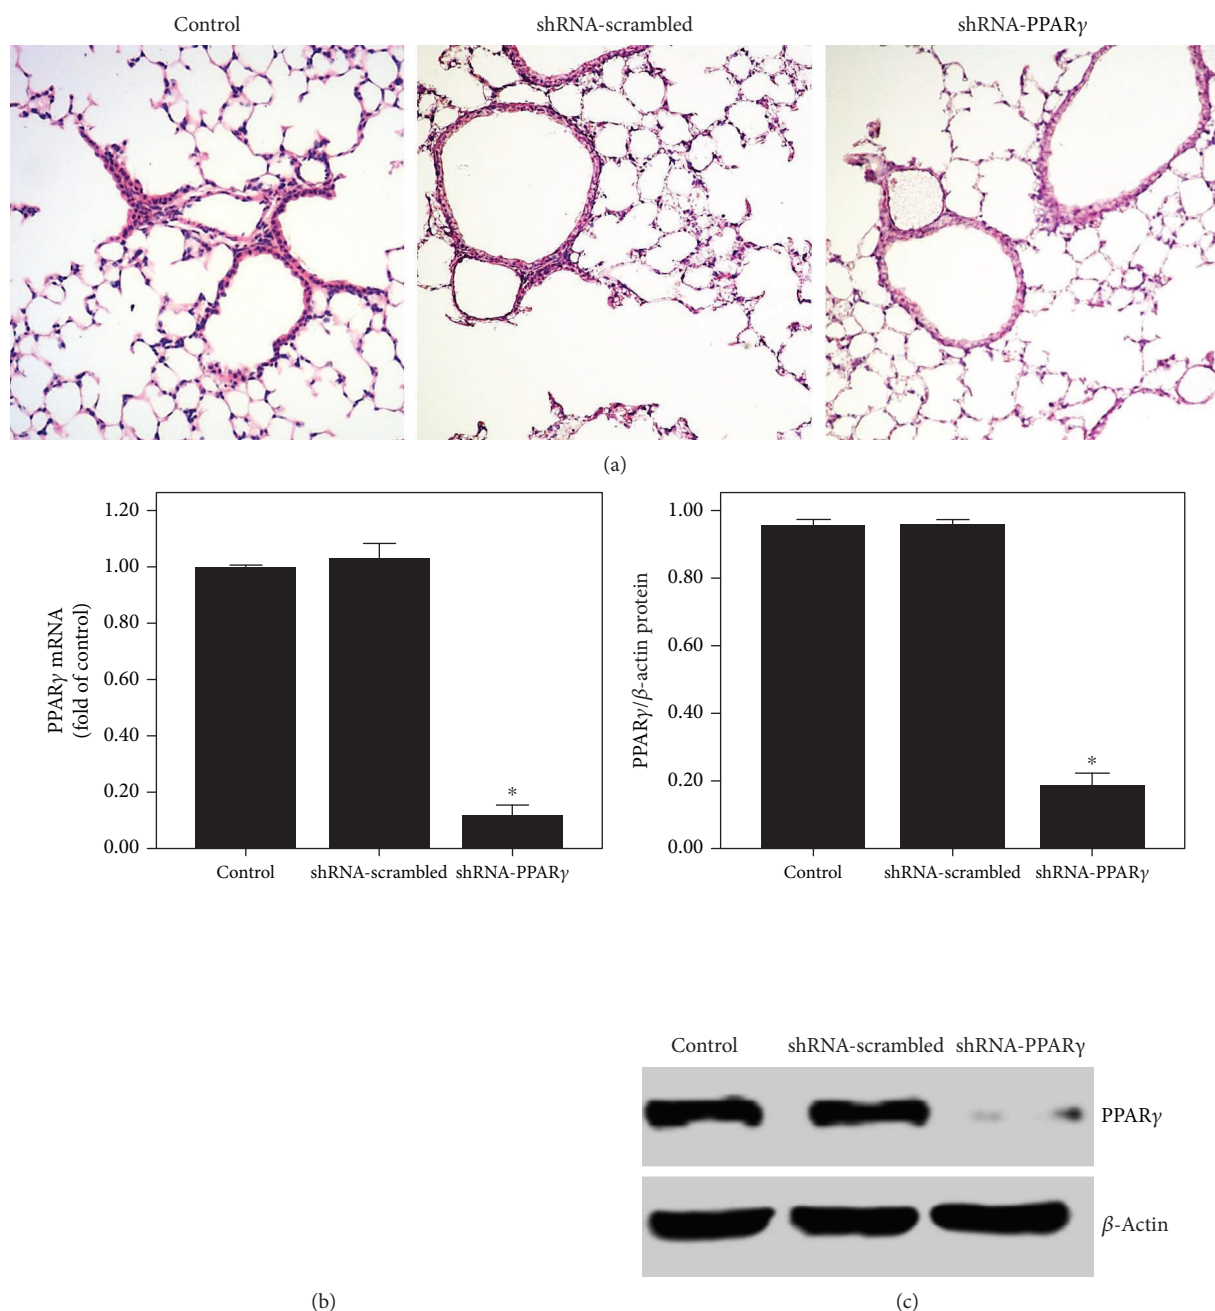 Control shRNA-scrambled shRNA-PPARγ
(a)
1.20
1.00
0.80
0.60
0.40
0.20
0.00
PPARγ mRNA
(fold of control)
*
Control shRNA-scrambled shRNA-PPARγ
1.00
0.80
0.60
0.40
0.20
0.00
PPARγ/β-actin protein
*
Control shRNA-scrambled shRNA-PPARγ
Control shRNA-scrambled shRNA-PPARγ
PPARγ
β-Actin
(b) (c)